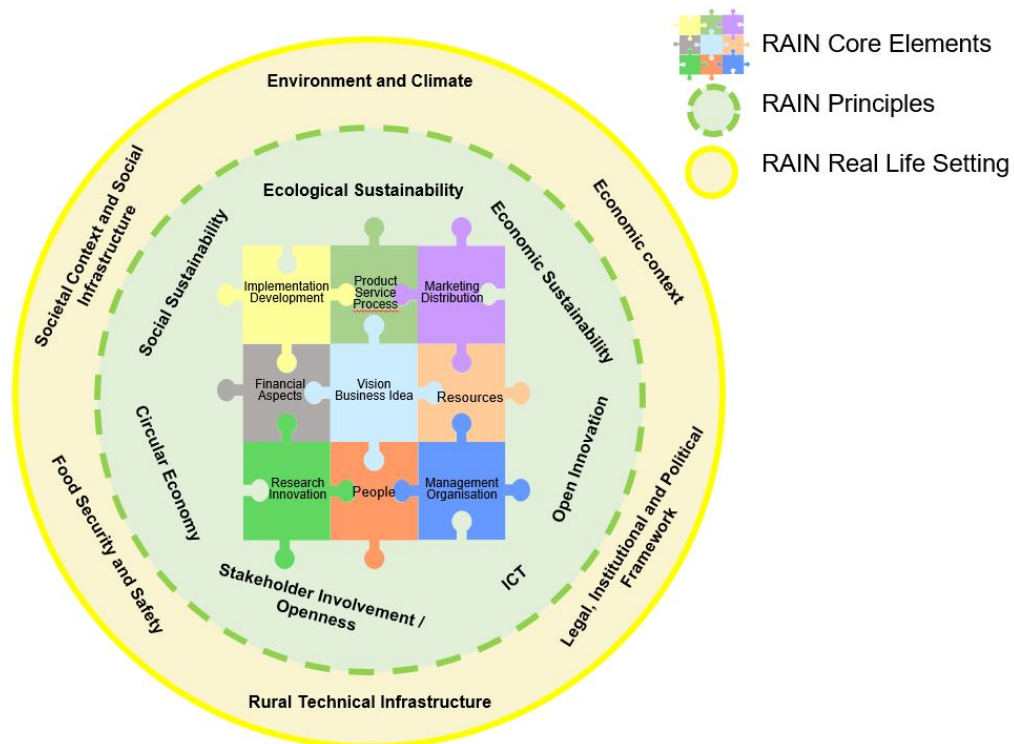 RAIN Core Elements
RAIN Principles
RAIN Real Life Setting
Environment and Climate
Societal Context and Social
Infrastructure
Economic context
Ecological Sustainability
Social Sustainability
Economic Sustainability
Implementation
Development
Product
Service
Process
Marketing
Distribution
Financial
Aspects
Vision
Business Idea
Resources
Research
Innovation
People
Management
Organisation
Circular Economy
Open Innovation
Stakeholder Involvement /
Openness
ICT
Food Security and Safety
Legal, Institutional and Political
Framework
Rural Technical Infrastructure